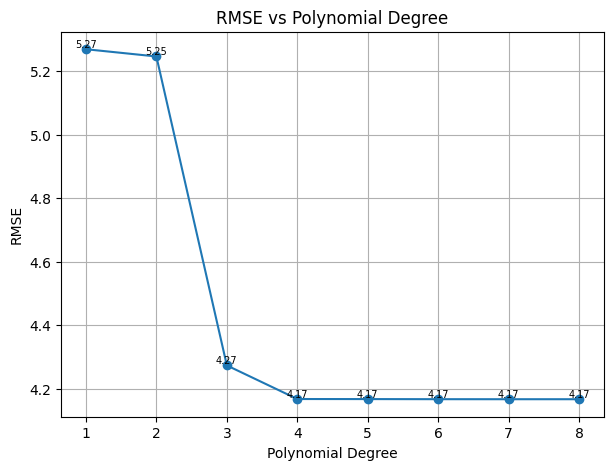 RMSE vs Polynomial Degree
5.27
5.25
5.2
5.0
4.8
RMSE
4.6
4.4
4.27
4.2
4.17 4.17 4.17 4.17 4.17
1 2 3 4 5 6 7 8
Polynomial Degree